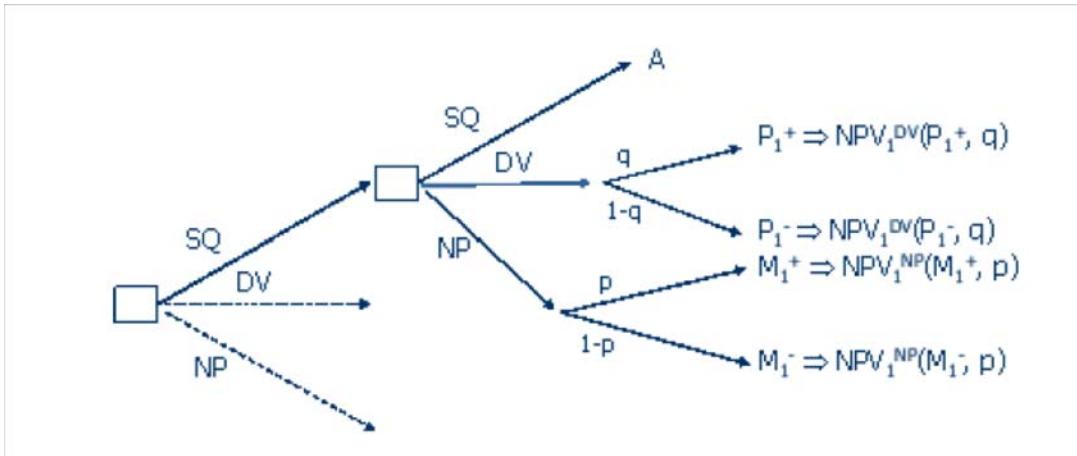 A
SQ
P₁⁺ ⇒ NPV₁ᴰⱽ(P₁⁺, q)
DV
q
1-q
P₁⁻ ⇒ NPV₁ᴰⱽ(P₁⁻, q)
SQ
NP
M₁⁺ ⇒ NPV₁ᴺᴾ(M₁⁺, p)
DV
p
1-p
NP
M₁⁻ ⇒ NPV₁ᴺᴾ(M₁⁻, p)